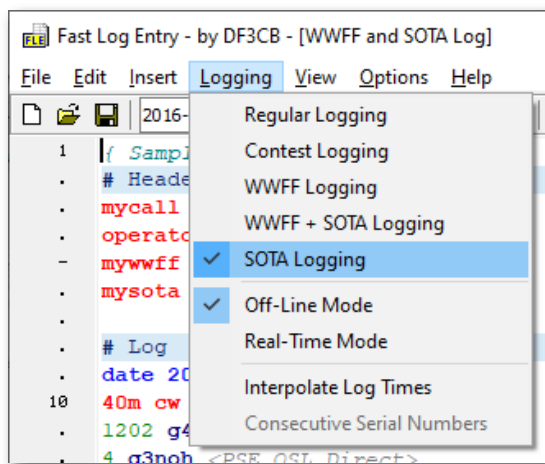 FLE Fast Log Entry - by DF3CB - [WWFF and SOTA Log]
File Edit Insert Logging View Options Help
2016-
Regular Logging
Contest Logging
WWFF Logging
WWFF + SOTA Logging
SOTA Logging
Off-Line Mode
Real-Time Mode
Interpolate Log Times
Consecutive Serial Numbers
1 { Sampl
# Heade
mycall
operato
mywwff
mysota
# Log
date 20
10 40m cw
1202 g4
4 g3noh <PSE QSL Direct>